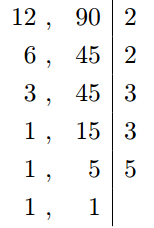 12 , 90 | 2
6 , 45 | 2
3 , 45 | 3
1 , 15 | 3
1 , 5 | 5
1 , 1 |